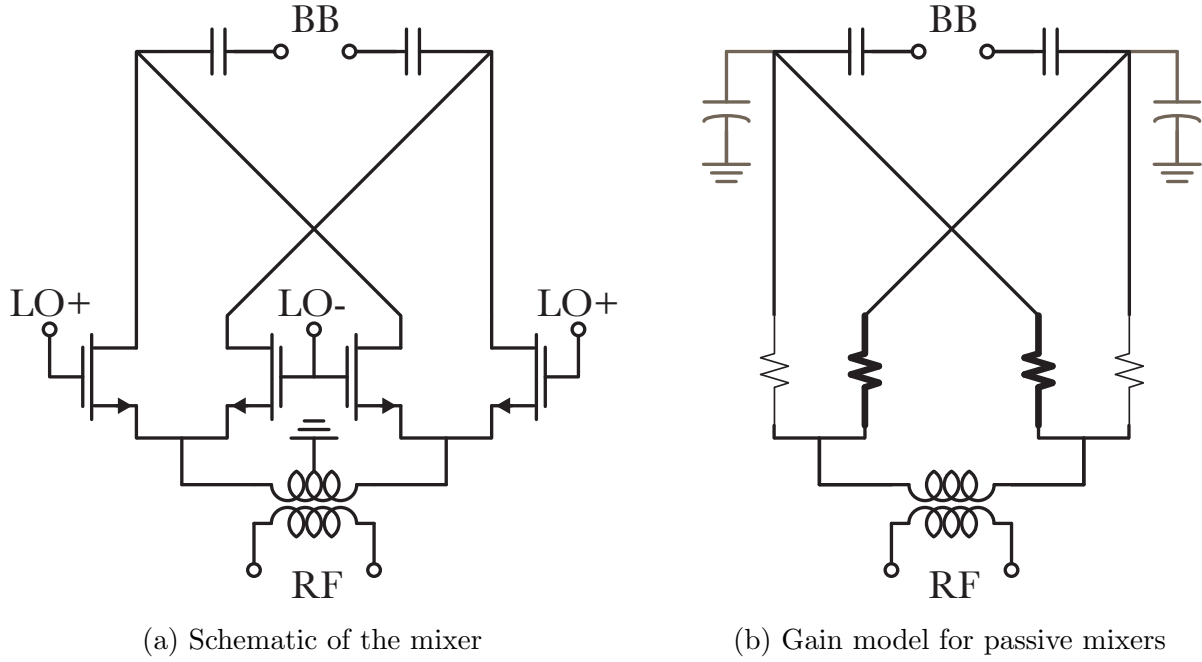 BB
BB
LO+
LO-
LO+
RF
RF
(a) Schematic of the mixer
(b) Gain model for passive mixers